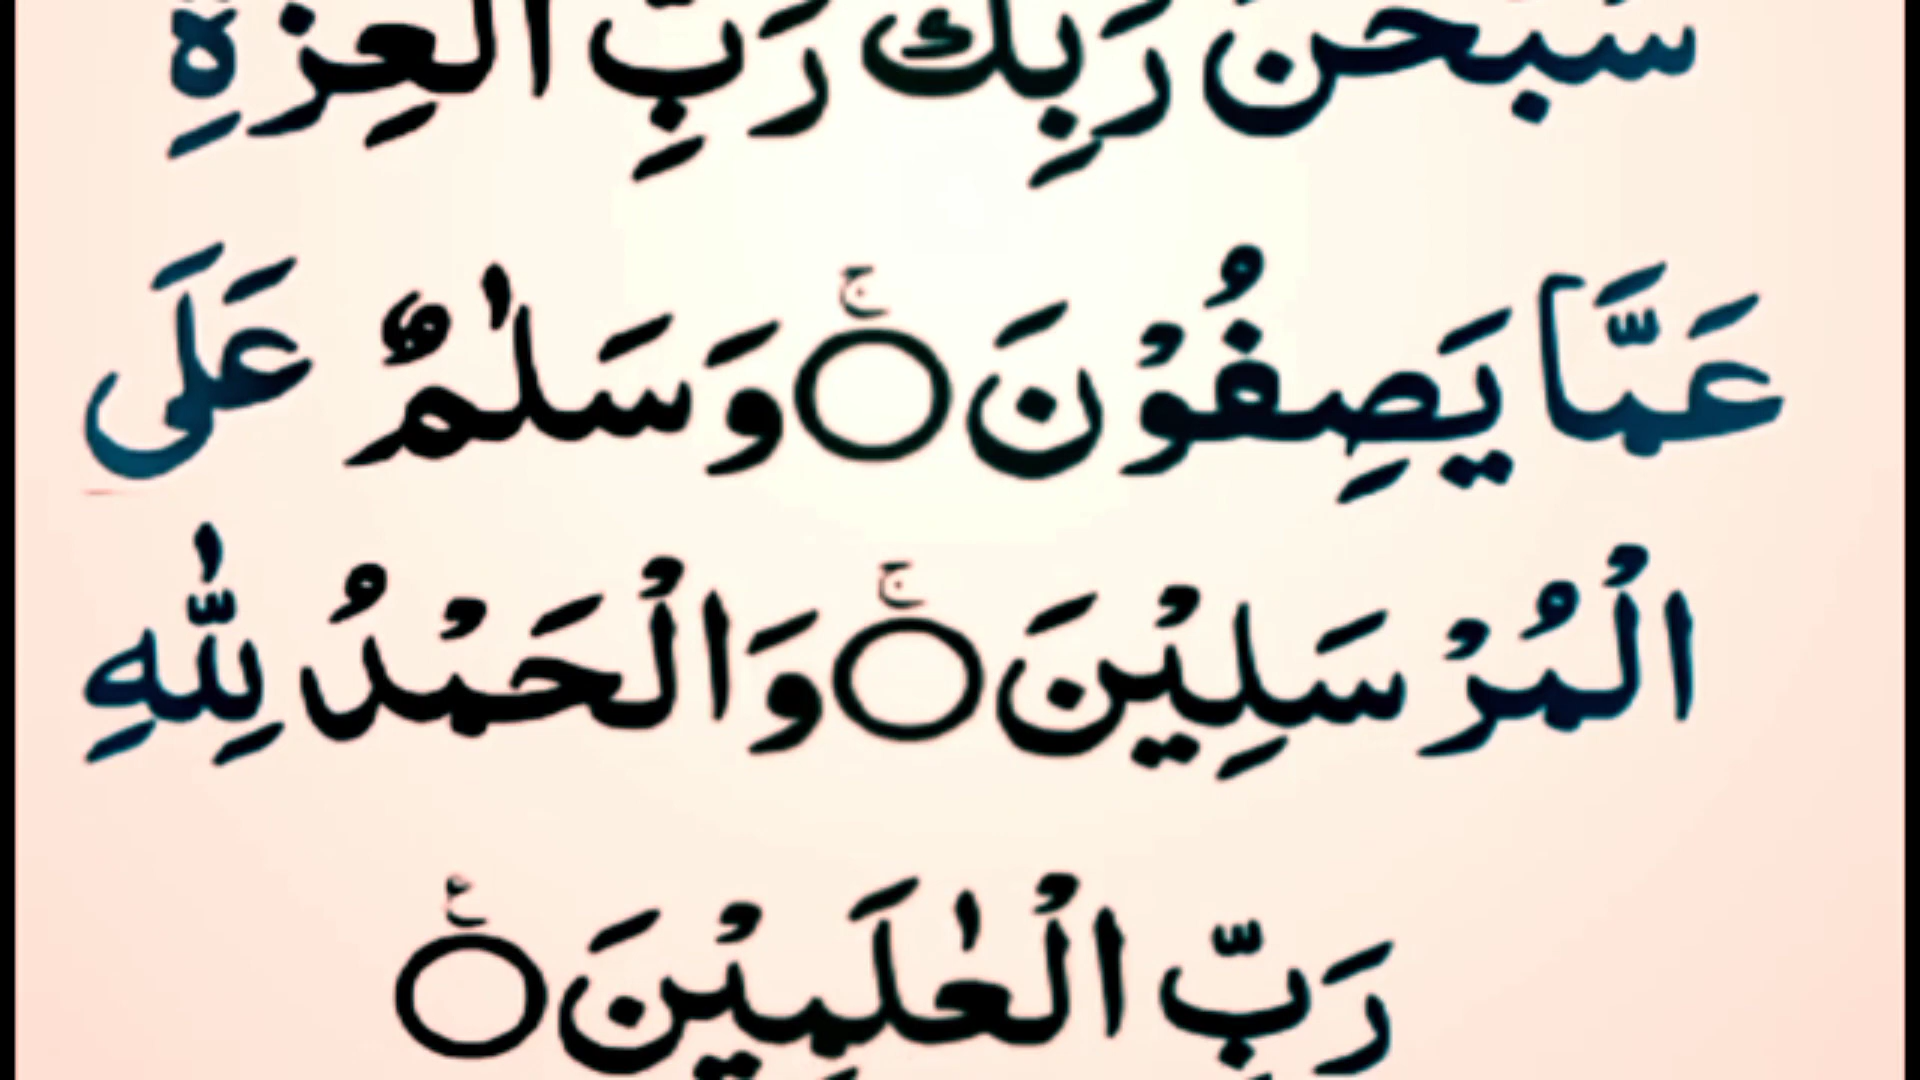 سُبْحٰنَ رَبِّكَ رَبِّ الْعِزَّةِ
عَمَّا يَصِفُوْنَ ۚ‏ وَسَلٰمٌ عَلَى
الْمُرْسَلِيْنَ ۚ‏ وَالْحَمْدُ لِلّٰهِ
رَبِّ الْعٰلَمِيْنَ